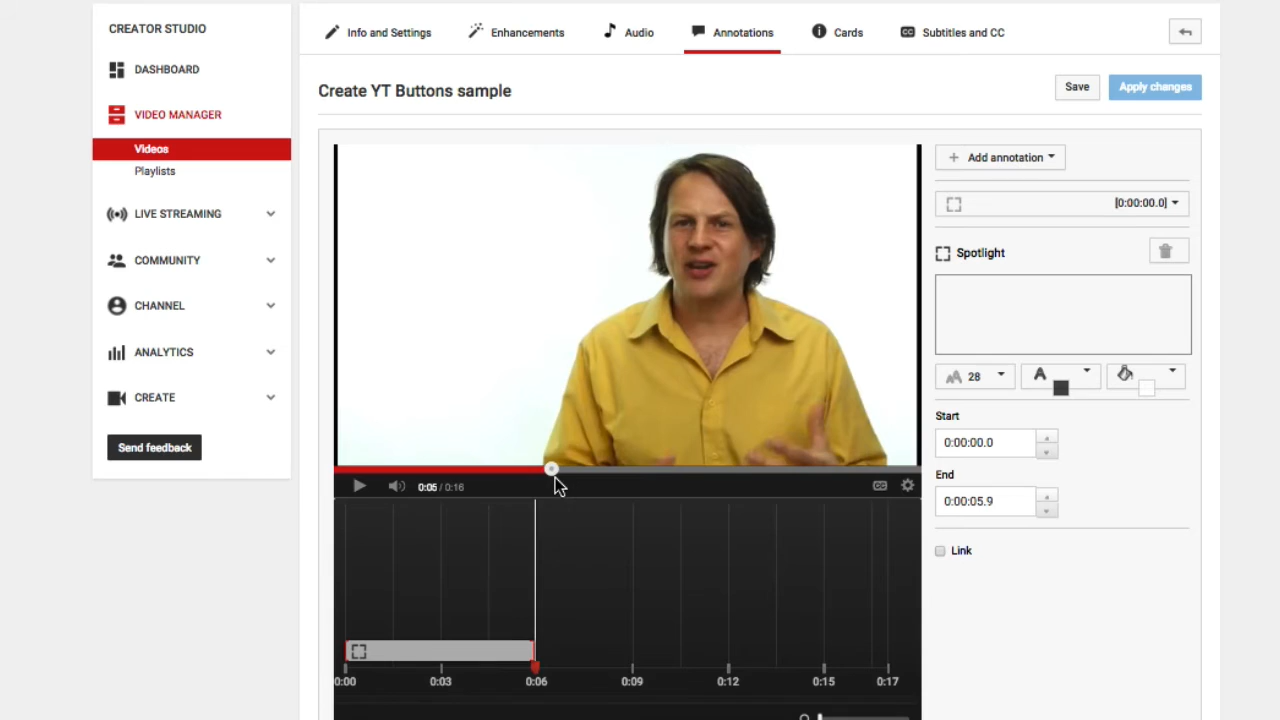 CREATOR STUDIO
DASHBOARD
VIDEO MANAGER
Videos
Playlists
LIVE STREAMING
COMMUNITY
CHANNEL
ANALYTICS
CREATE
Send feedback
Info and Settings
Enhancements
Audio
Annotations
Cards
CC Subtitles and CC
Create YT Buttons sample
Save
Apply changes
+ Add annotation
[0:00:00.0]
Spotlight
AA 28
A
Start
0:00:00.0
End
0:00:05.9
Link
0:05 / 0:16
CC
0:00 0:03 0:06 0:09 0:12 0:15 0:17